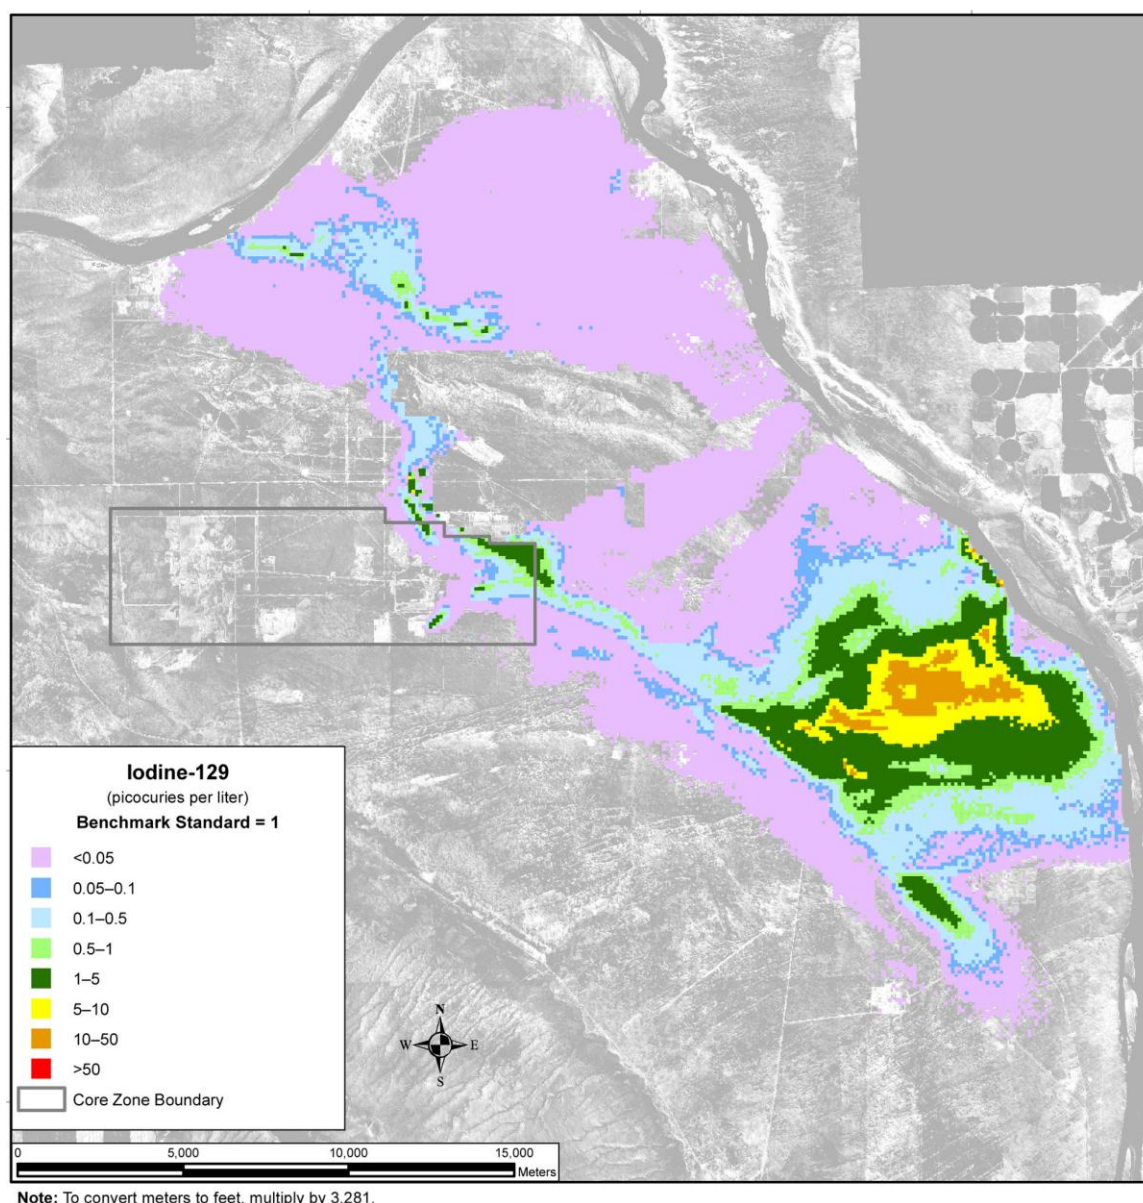 N
W E
S
Iodine-129
(picocuries per liter)
Benchmark Standard = 1
<0.05
0.05–0.1
0.1–0.5
0.5–1
1–5
5–10
10–50
>50
Core Zone Boundary
0 5,000 10,000 15,000
Meters
Note: To convert meters to feet, multiply by 3.281.